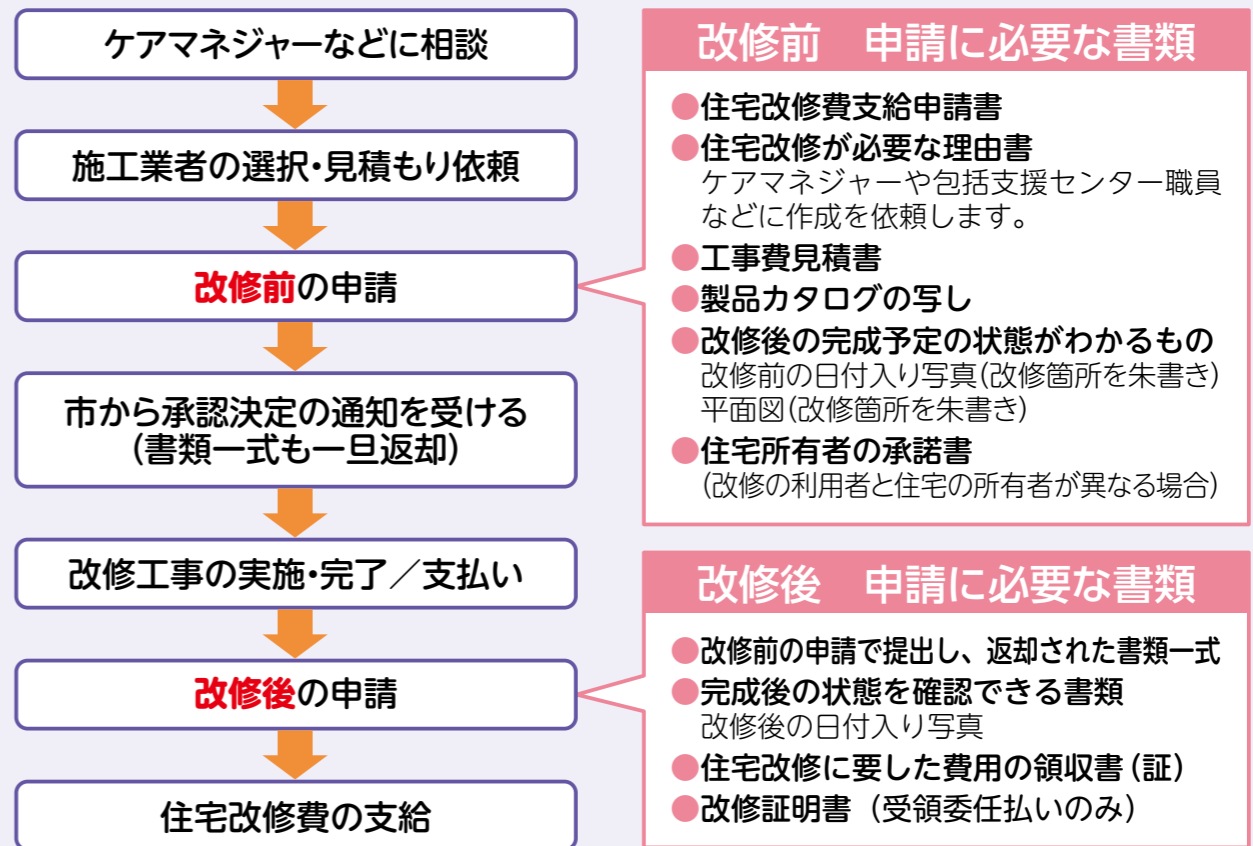 ケアマネジャーなどに相談
施工業者の選択・見積もり依頼
改修前の申請
市から承認決定の通知を受ける
(書類一式も一旦返却)
改修工事の実施・完了／支払い
改修後の申請
住宅改修費の支給
改修前　申請に必要な書類
●住宅改修費支給申請書
●住宅改修が必要な理由書
ケアマネジャーや包括支援センター職員
などに作成を依頼します。
●工事費見積書
●製品カタログの写し
●改修後の完成予定の状態がわかるもの
改修前の日付入り写真(改修箇所を朱書き)
平面図(改修箇所を朱書き)
●住宅所有者の承諾書
(改修の利用者と住宅の所有者が異なる場合)
改修後　申請に必要な書類
●改修前の申請で提出し、返却された書類一式
●完成後の状態を確認できる書類
改修後の日付入り写真
●住宅改修に要した費用の領収書(証)
●改修証明書（受領委任払いのみ）